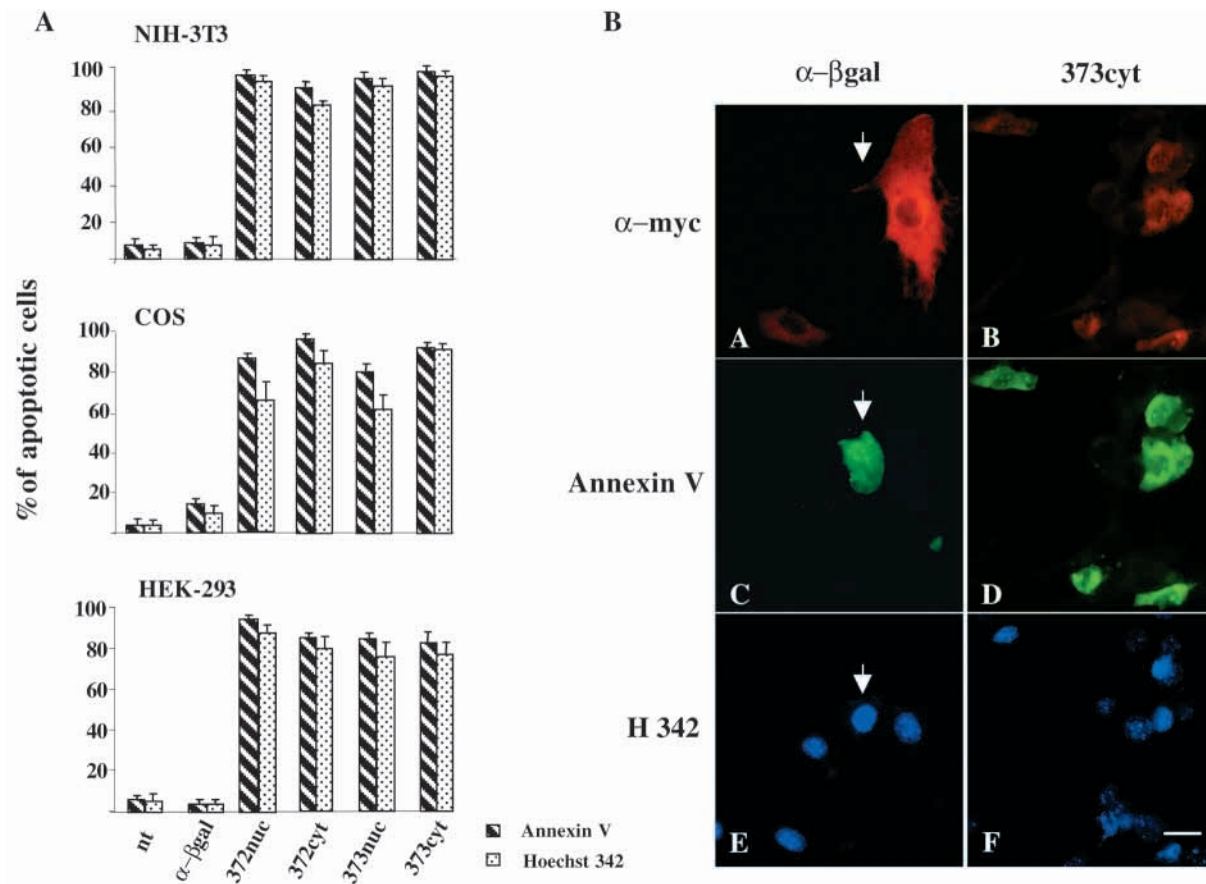 A
NIH-3T3
100
80
40
20
COS
100
80
60
40
20
HEK-293
100
80
60
40
20
% of apoptotic cells
nt
α–βgal
372nuc
372cyt
373nuc
373cyt
Annexin V
Hoechst 342
B
α–βgal
373cyt
α–myc
Annexin V
H 342
A
B
C
D
E
F